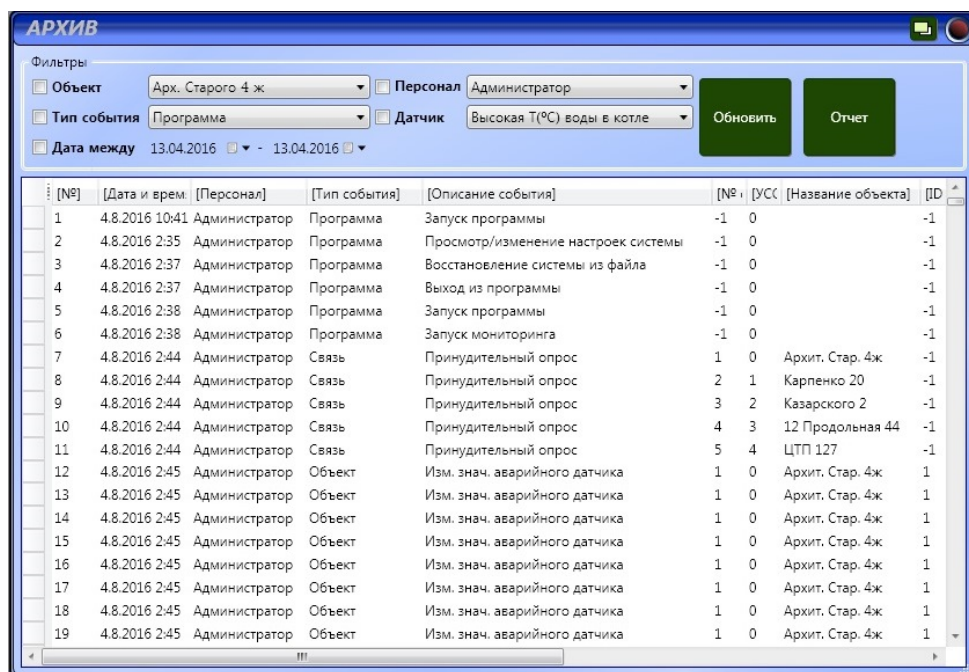 АРХИВ
Фильтры
Объект Арх. Старого 4 ж Персонал Администратор
Тип события Программа Датчик Высокая T(ºC) воды в котле Обновить Отчет
Дата между 13.04.2016 - 13.04.2016
[№] [Дата и врем: [Персонал] [Тип события] [Описание события] [№ [УСО [Название объекта] [ID
1 4.8.2016 10:41 Администратор Программа Запуск программы -1 0 -1
2 4.8.2016 2:35 Администратор Программа Просмотр/изменение настроек системы -1 0 -1
3 4.8.2016 2:37 Администратор Программа Восстановление системы из файла -1 0 -1
4 4.8.2016 2:37 Администратор Программа Выход из программы -1 0 -1
5 4.8.2016 2:38 Администратор Программа Запуск программы -1 0 -1
6 4.8.2016 2:38 Администратор Программа Запуск мониторинга -1 0 -1
7 4.8.2016 2:44 Администратор Связь Принудительный опрос 1 0 Архит. Стар. 4ж -1
8 4.8.2016 2:44 Администратор Связь Принудительный опрос 2 1 Карпенко 20 -1
9 4.8.2016 2:44 Администратор Связь Принудительный опрос 3 2 Казарского 2 -1
10 4.8.2016 2:44 Администратор Связь Принудительный опрос 4 3 12 Продольная 44 -1
11 4.8.2016 2:44 Администратор Связь Принудительный опрос 5 4 ЦТП 127 -1
12 4.8.2016 2:45 Администратор Объект Изм. знач. аварийного датчика 1 0 Архит. Стар. 4ж 1
13 4.8.2016 2:45 Администратор Объект Изм. знач. аварийного датчика 1 0 Архит. Стар. 4ж 1
14 4.8.2016 2:45 Администратор Объект Изм. знач. аварийного датчика 1 0 Архит. Стар. 4ж 1
15 4.8.2016 2:45 Администратор Объект Изм. знач. аварийного датчика 1 0 Архит. Стар. 4ж 1
16 4.8.2016 2:45 Администратор Объект Изм. знач. аварийного датчика 1 0 Архит. Стар. 4ж 1
17 4.8.2016 2:45 Администратор Объект Изм. знач. аварийного датчика 1 0 Архит. Стар. 4ж 1
18 4.8.2016 2:45 Администратор Объект Изм. знач. аварийного датчика 1 0 Архит. Стар. 4ж 1
19 4.8.2016 2:45 Администратор Объект Изм. знач. аварийного датчика 1 0 Архит. Стар. 4ж 1